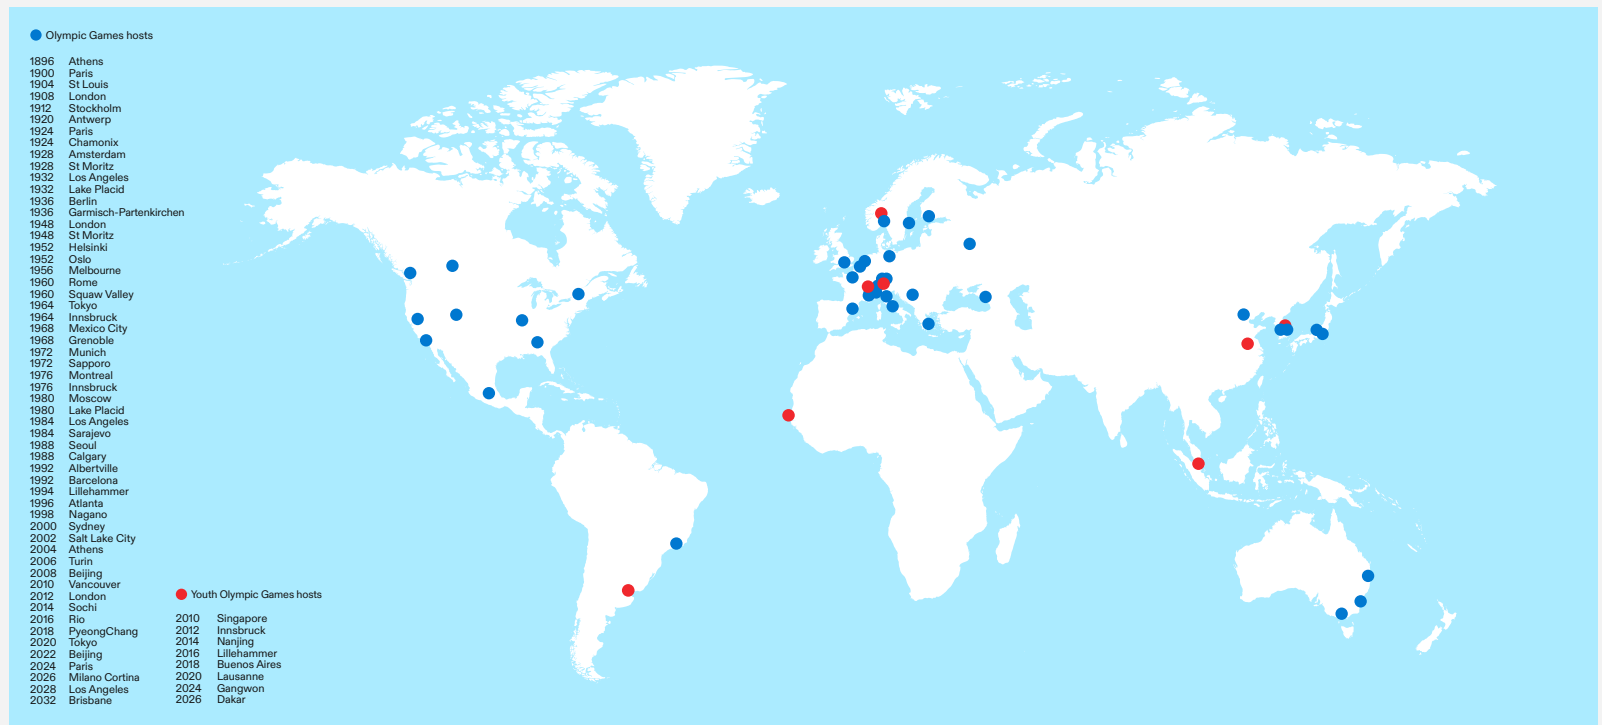 Olympic Games hosts
1896 Athens
1900 Paris
1904 St Louis
1908 London
1912 Stockholm
1920 Antwerp
1924 Paris
1924 Chamonix
1928 Amsterdam
1928 St Moritz
1932 Los Angeles
1932 Lake Placid
1936 Berlin
1936 Garmisch-Partenkirchen
1948 London
1948 St Moritz
1952 Helsinki
1952 Oslo
1956 Melbourne
1960 Rome
1960 Squaw Valley
1964 Tokyo
1964 Innsbruck
1968 Mexico City
1968 Grenoble
1972 Munich
1972 Sapporo
1976 Montreal
1976 Innsbruck
1980 Moscow
1980 Lake Placid
1984 Los Angeles
1984 Sarajevo
1988 Seoul
1988 Calgary
1992 Albertville
1992 Barcelona
1994 Lillehammer
1996 Atlanta
1998 Nagano
2000 Sydney
2002 Salt Lake City
2004 Athens
2006 Turin
2008 Beijing
2010 Vancouver
2012 London
2014 Sochi
2016 Rio
2018 PyeongChang
2020 Tokyo
2022 Beijing
2024 Paris
2026 Milano Cortina
2028 Los Angeles
2032 Brisbane
Youth Olympic Games hosts
2010 Singapore
2012 Innsbruck
2014 Nanjing
2016 Lillehammer
2018 Buenos Aires
2020 Lausanne
2024 Gangwon
2026 Dakar